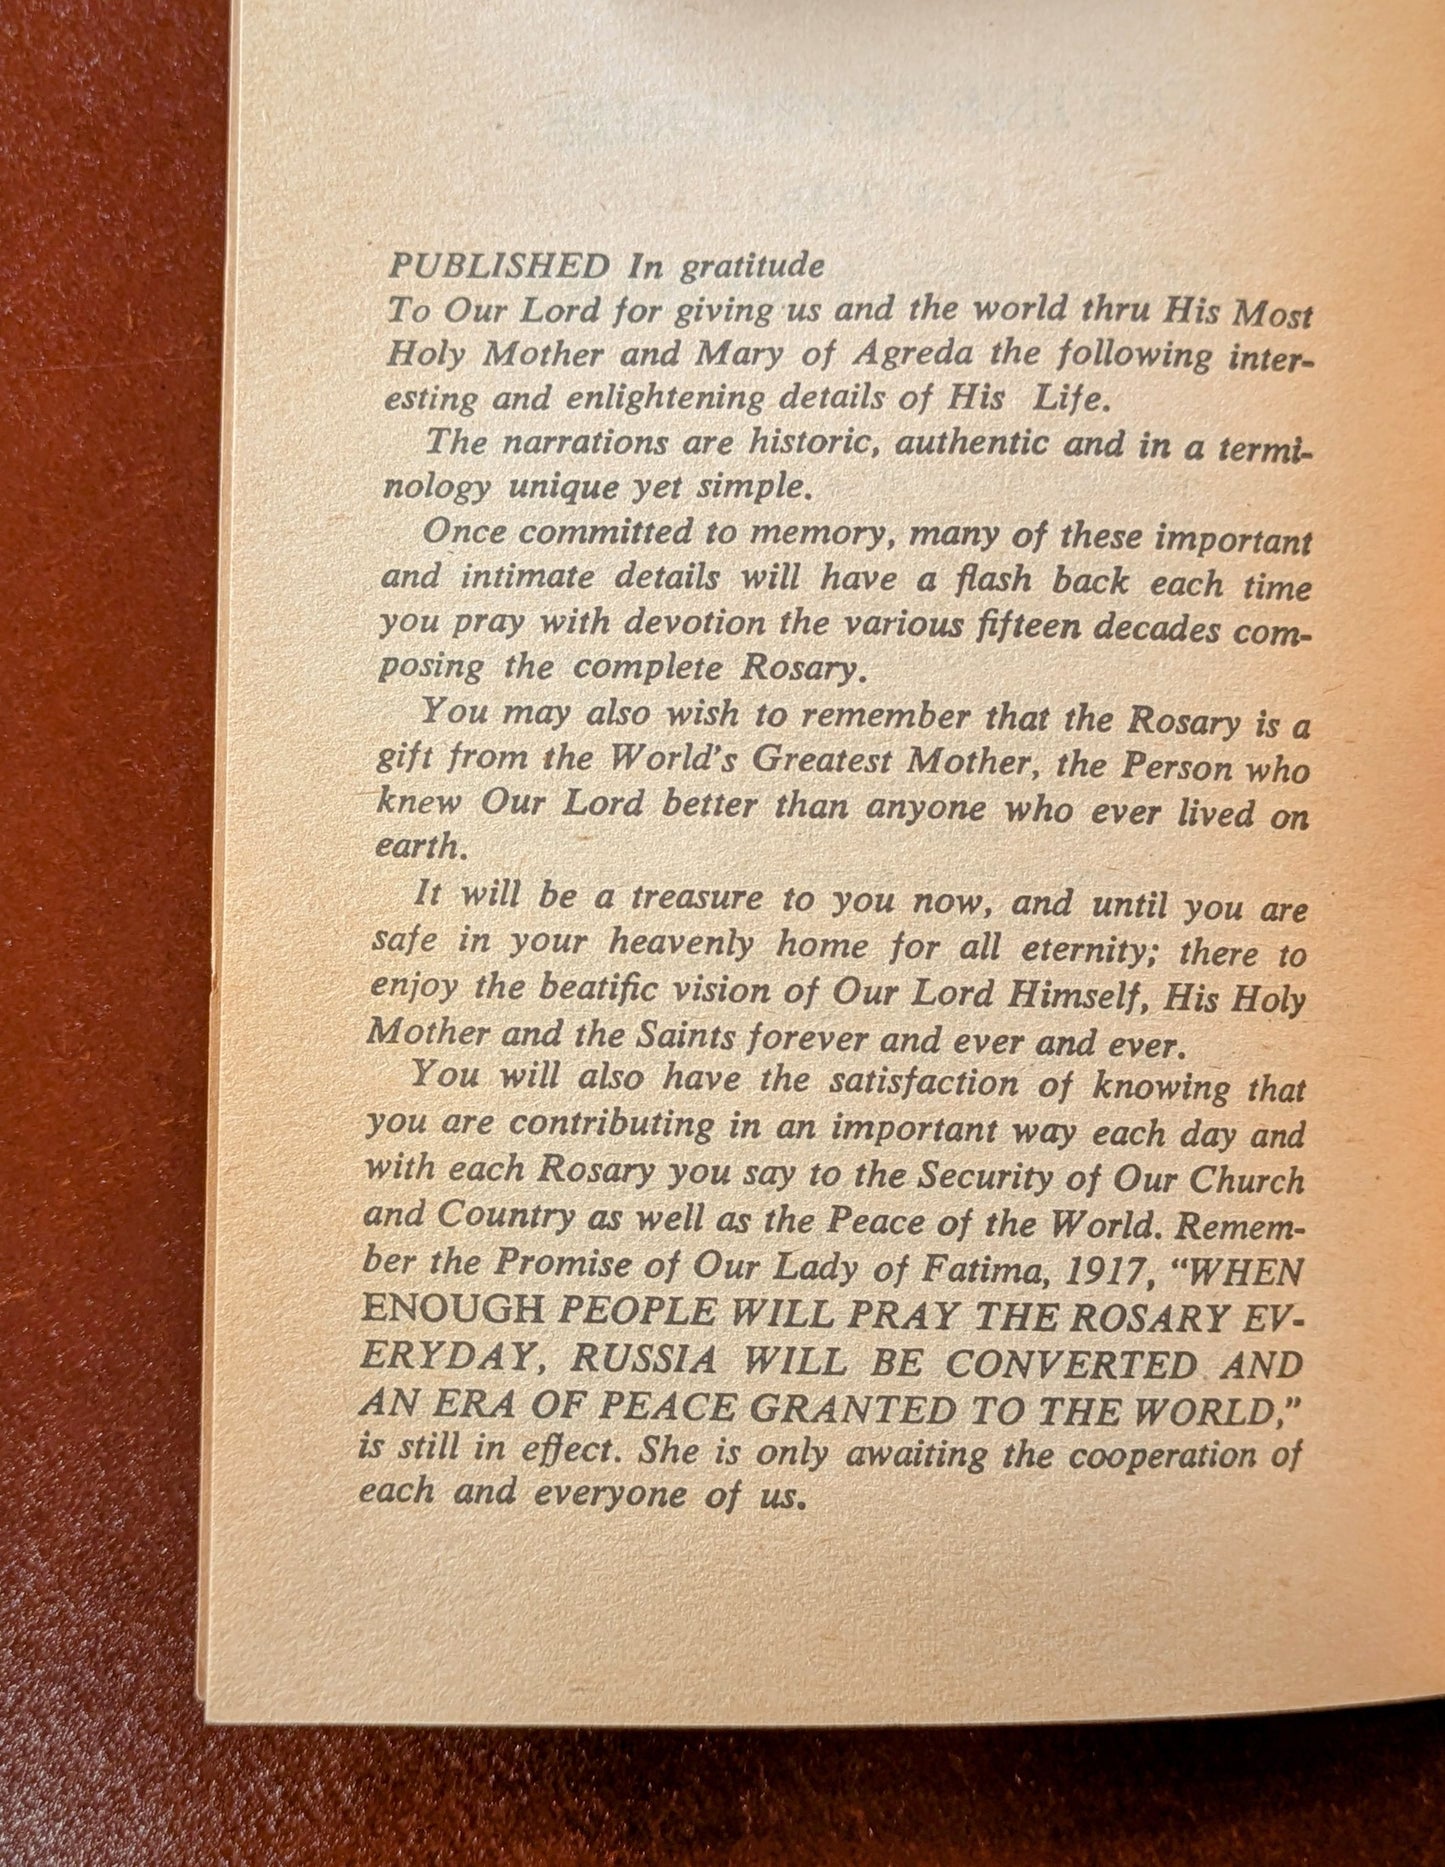 PUBLISHED In gratitude
To Our Lord for giving us and the world thru His Most
Holy Mother and Mary of Agreda the following inter-
esting and enlightening details of His Life.
The narrations are historic, authentic and in a termi-
nology unique yet simple.
Once committed to memory, many of these important
and intimate details will have a flash back each time
you pray with devotion the various fifteen decades com-
posing the complete Rosary.
You may also wish to remember that the Rosary is a
gift from the World's Greatest Mother, the Person who
knew Our Lord better than anyone who ever lived on
earth.
It will be a treasure to you now, and until you are
safe in your heavenly home for all eternity; there to
enjoy the beatific vision of Our Lord Himself, His Holy
Mother and the Saints forever and ever and ever.
You will also have the satisfaction of knowing that
you are contributing in an important way each day and
with each Rosary you say to the Security of Our Church
and Country as well as the Peace of the World. Remem-
ber the Promise of Our Lady of Fatima, 1917, “WHEN
ENOUGH PEOPLE WILL PRAY THE ROSARY EV-
ERYDAY, RUSSIA WILL BE CONVERTED AND
AN ERA OF PEACE GRANTED TO THE WORLD,”
is still in effect. She is only awaiting the cooperation of
each and everyone of us.